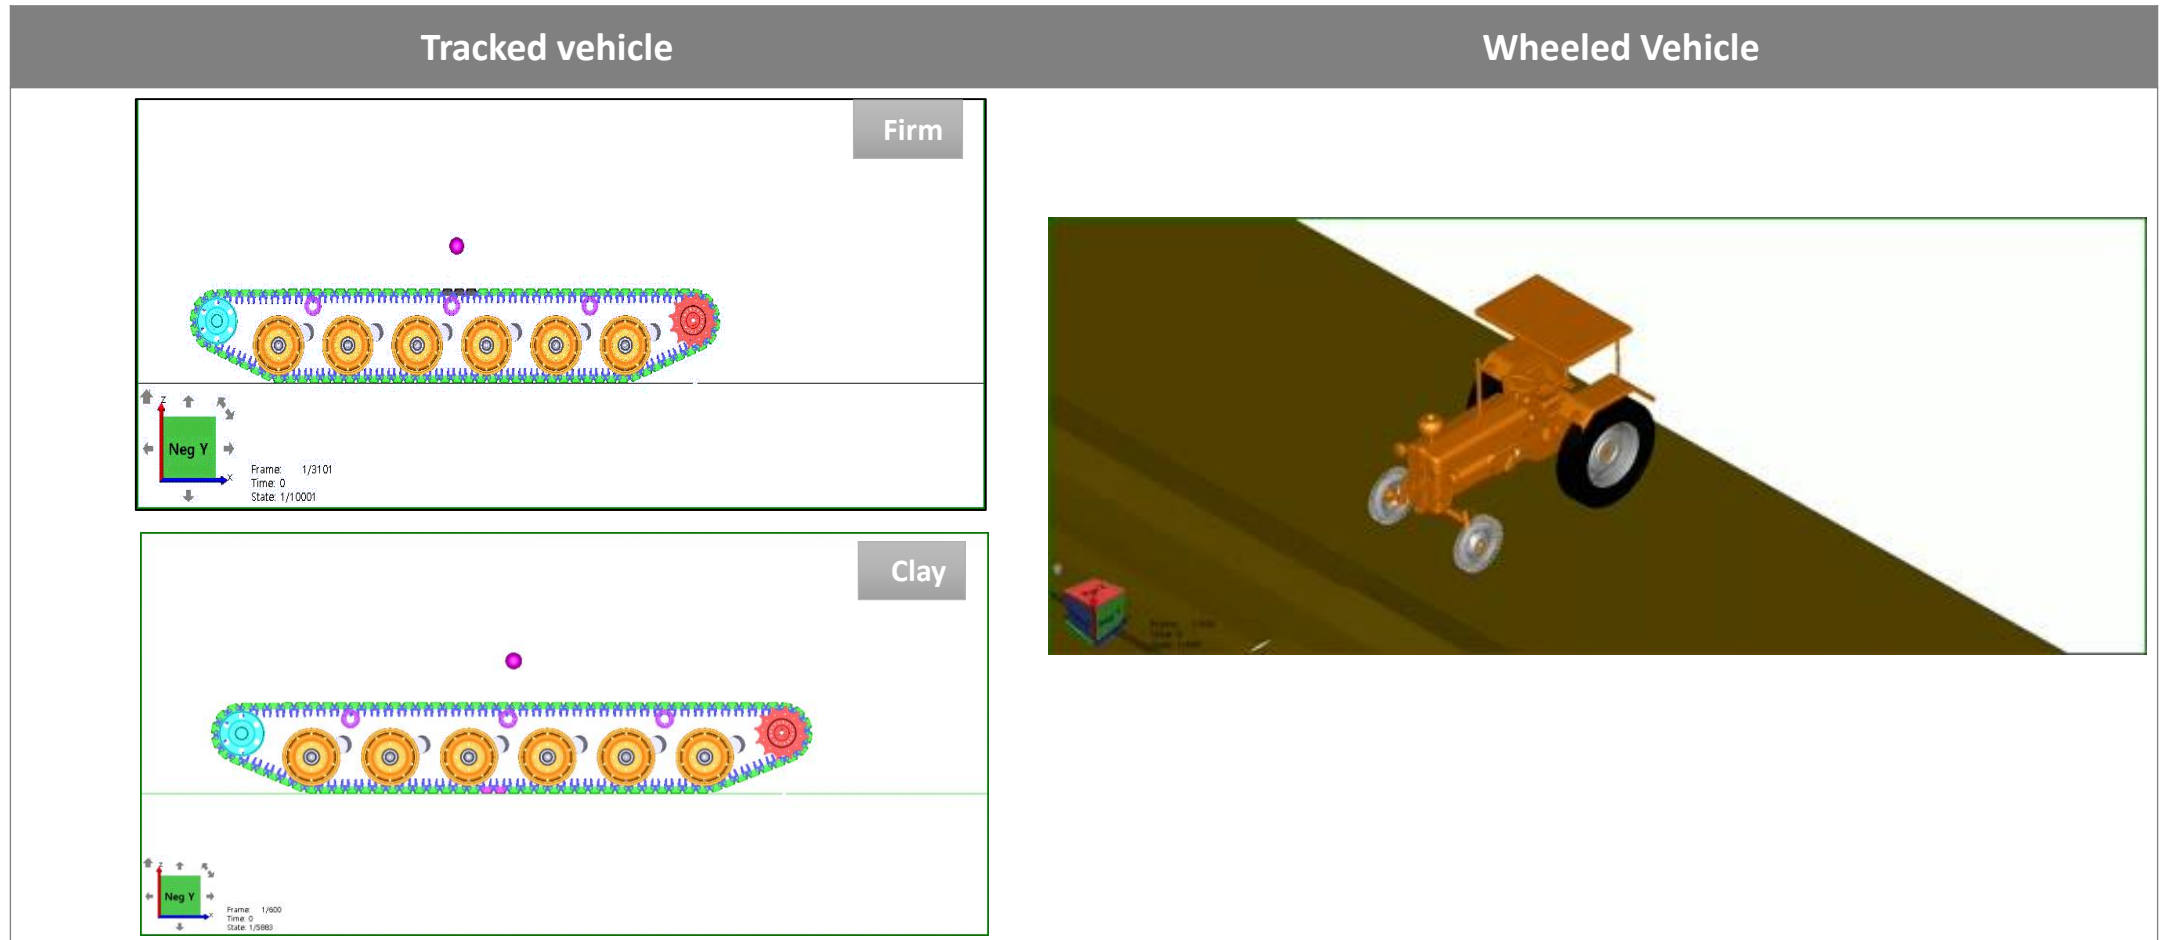 Tracked vehicle
Wheeled Vehicle
Firm
z
Neg Y
x
Frame: 1/3101
Time: 0
State: 1/10001
Clay
z
Neg Y
x
Frame: 1/600
Time: 0
State: 1/5883